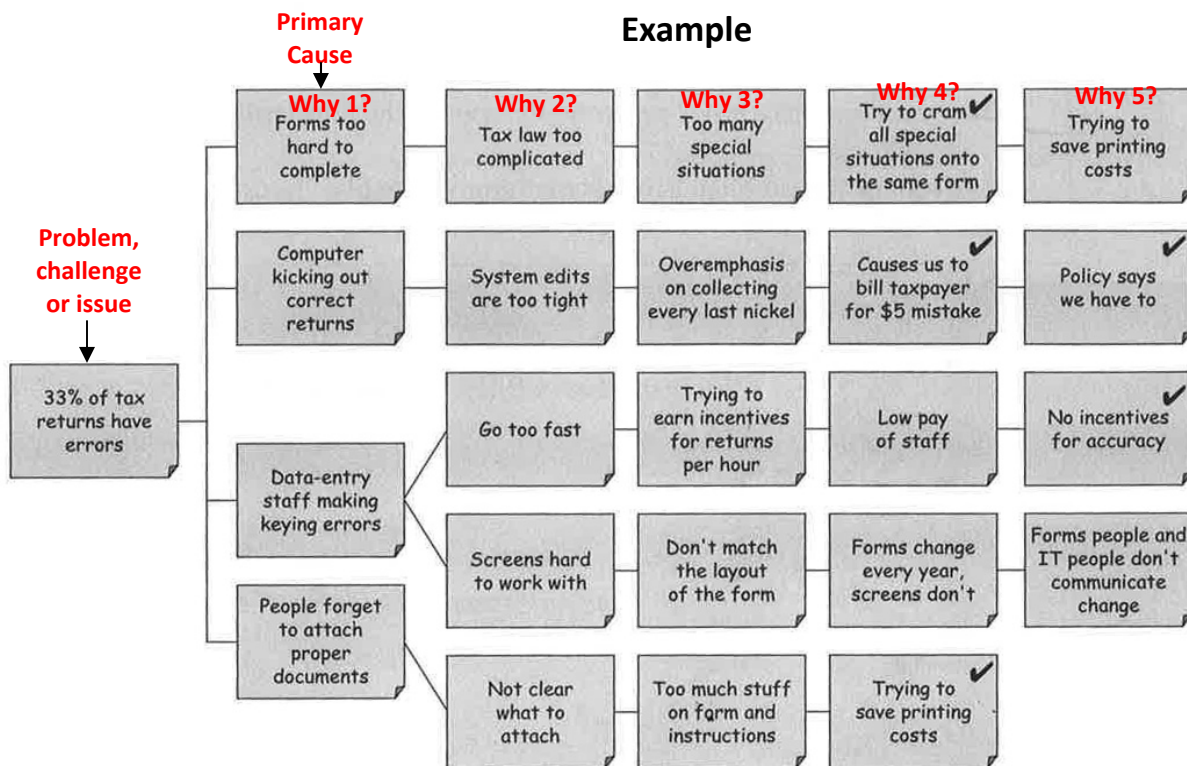 Example
Primary
Cause
Why 1?
Forms too
hard to
complete
Why 2?
Tax law too
complicated
Why 3?
Too many
special
situations
Why 4?
Try to cram
all special
situations onto
the same form
Why 5?
Trying to
save printing
costs
Problem,
challenge
or issue
33% of tax
returns have
errors
Computer
kicking out
correct
returns
System edits
are too tight
Overemphasis
on collecting
every last nickel
Causes us to
bill taxpayer
for $5 mistake
Policy says
we have to
Data-entry
staff making
keying errors
Go too fast
Trying to
earn incentives
for returns
per hour
Low pay
of staff
No incentives
for accuracy
Screens hard
to work with
Don't match
the layout
of the form
Forms change
every year,
screens don't
Forms people and
IT people don't
communicate
change
People forget
to attach
proper
documents
Not clear
what to
attach
Too much stuff
on form and
instructions
Trying to
save printing
costs